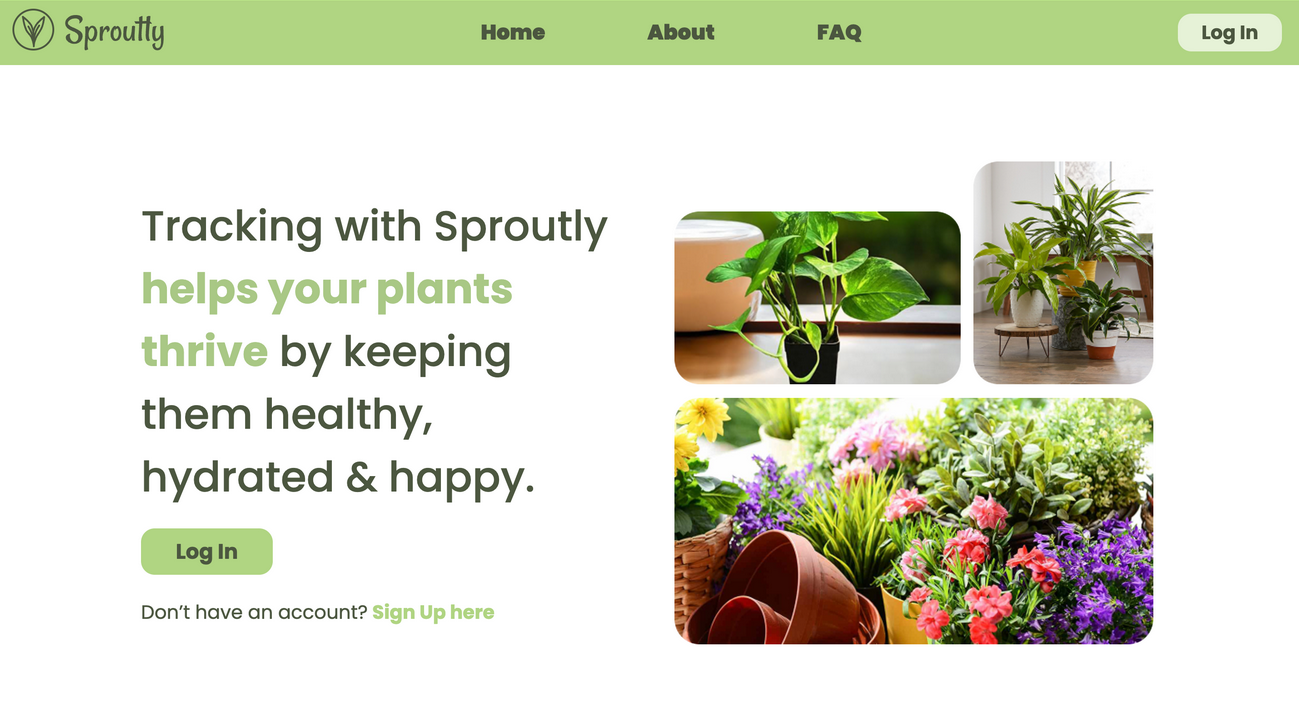 Sproutly
Home
About
FAQ
Log In
Tracking with Sproutly
helps your plants
thrive by keeping
them healthy,
hydrated & happy.
Log In
Don’t have an account? Sign Up here